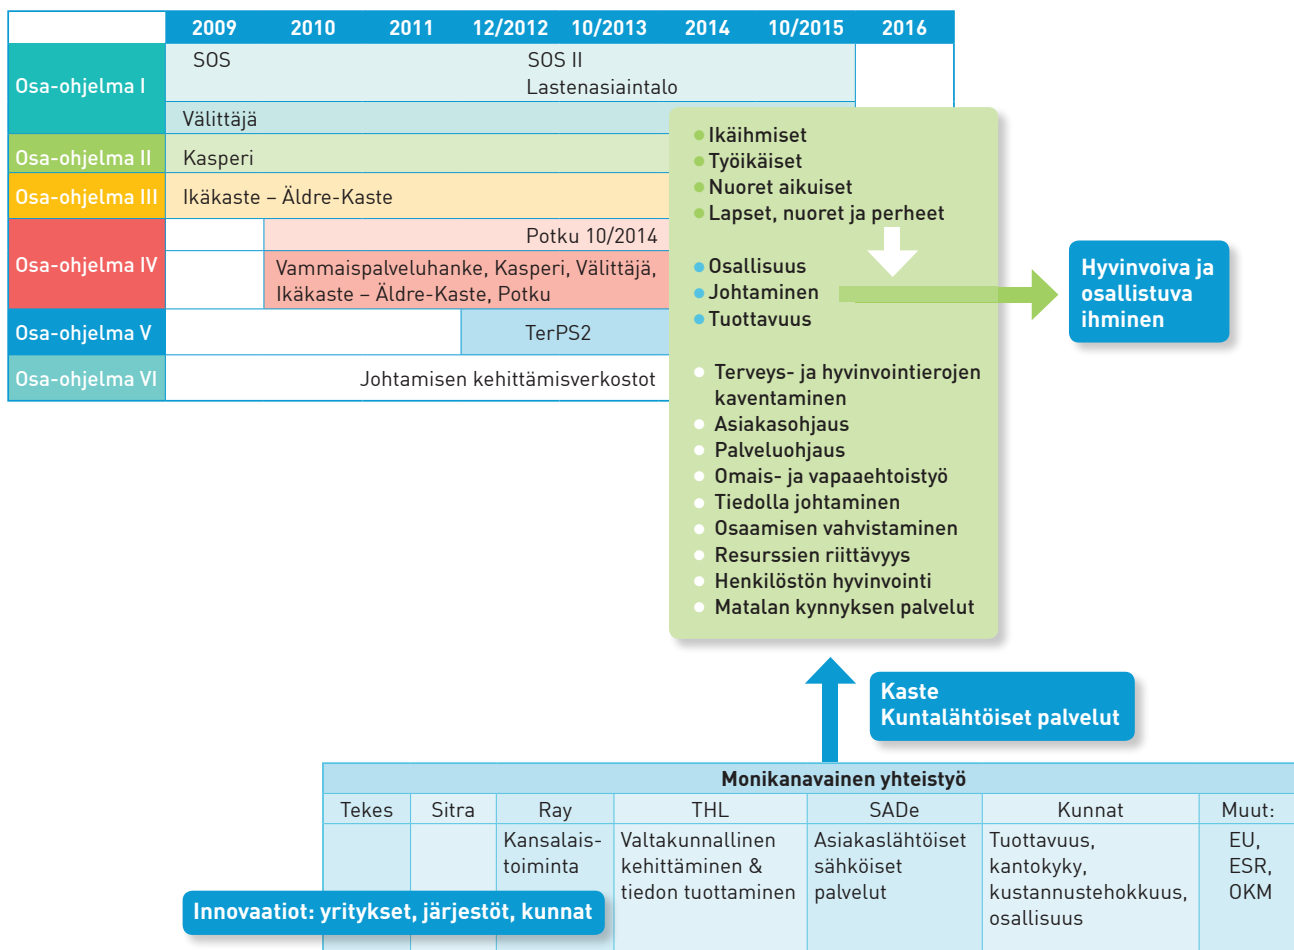 2009 2010 2011 12/2012 10/2013 2014 10/2015 2016
Osa-ohjelma I
SOS
SOS II
Lastenasiaintalo
Välittäjä
Osa-ohjelma II
Kasperi
Osa-ohjelma III
Ikäkaste – Äldre-Kaste
Osa-ohjelma IV
Potku 10/2014
Vammaispalveluhanke, Kasperi, Välittäjä,
Ikäkaste – Äldre-Kaste, Potku
Osa-ohjelma V
TerPS2
Osa-ohjelma VI
Johtamisen kehittämisverkostot
Ikäihmiset
Työikäiset
Nuoret aikuiset
Lapset, nuoret ja perheet
Osallisuus
Johtaminen
Tuottavuus
Terveys- ja hyvinvointierojen
kaventaminen
Asiakasohjaus
Palveluohjaus
Omais- ja vapaaehtoistyö
Tiedolla johtaminen
Osaamisen vahvistaminen
Resurssien riittävyys
Henkilöstön hyvinvointi
Matalan kynnyksen palvelut
Hyvinvoiva ja
osallistuva
ihminen
Kaste
Kuntalähtöiset palvelut
Monikanavainen yhteistyö
Tekes
Sitra
Ray
Kansalais-
toiminta
THL
Valtakunnallinen
kehittäminen &
tiedon tuottaminen
SADe
Asiakaslähtöiset
sähköiset
palvelut
Kunnat
Tuottavuus,
kantokyky,
kustannustehokkuus,
osallisuus
Muut:
EU,
ESR,
OKM
Innovaatiot: yritykset, järjestöt, kunnat